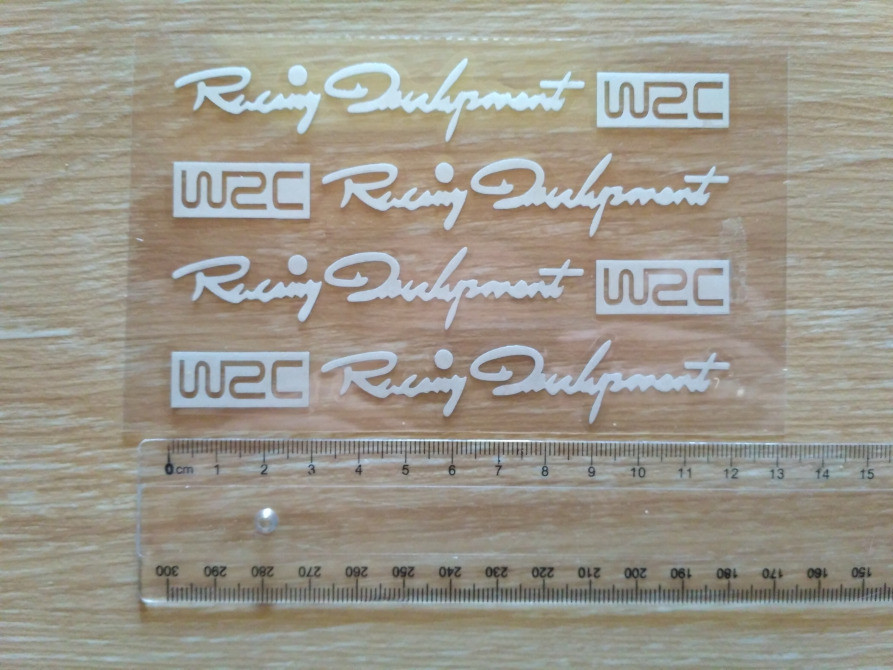 Racing Development WRC
WRC Racing Development
Racing Development WRC
WRC Racing Development
0 cm 1 2 3 4 5 6 7 8 9 10 11 12 13 14 15
300 290 280 270 260 250 240 230 220 210 200 190 180 170 160 150